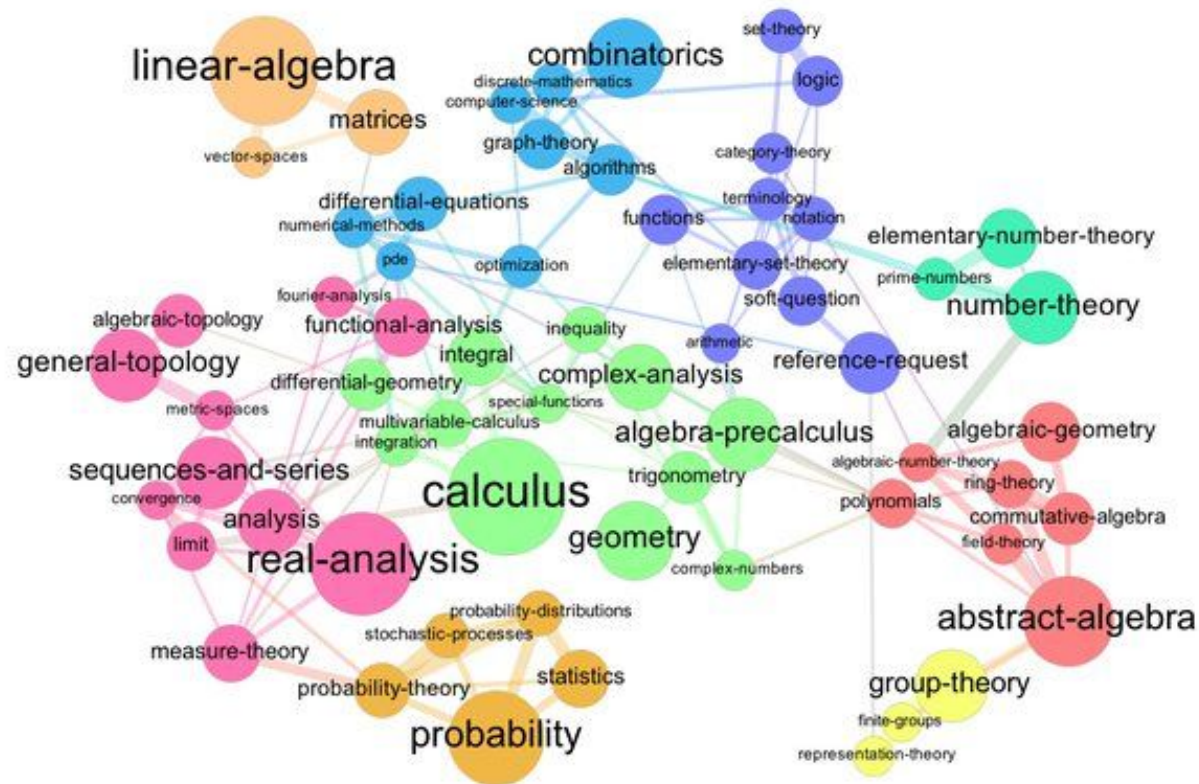 set-theory
linear-algebra
combinatorics
discrete-mathematics
logic
computer-science
matrices
graph-theory
vector-spaces
category-theory
algorithms
differential-equations
terminology
numerical-methods
functions
notation
elementary-number-theory
pde
optimization
elementary-set-theory
prime-numbers
fourier-analysis
soft-question
number-theory
algebraic-topology
functional-analysis
inequality
arithmetic
general-topology
integral
reference-request
differential-geometry
complex-analysis
metric-spaces
special-functions
multivariable-calculus
algebra-precalculus
algebraic-geometry
integration
sequences-and-series
algebraic-number-theory
trigonometry
ring-theory
convergence
calculus
polynomials
analysis
commutative-algebra
limit
geometry
field-theory
real-analysis
complex-numbers
probability-distributions
abstract-algebra
stochastic-processes
measure-theory
statistics
probability-theory
group-theory
finite-groups
probability
representation-theory